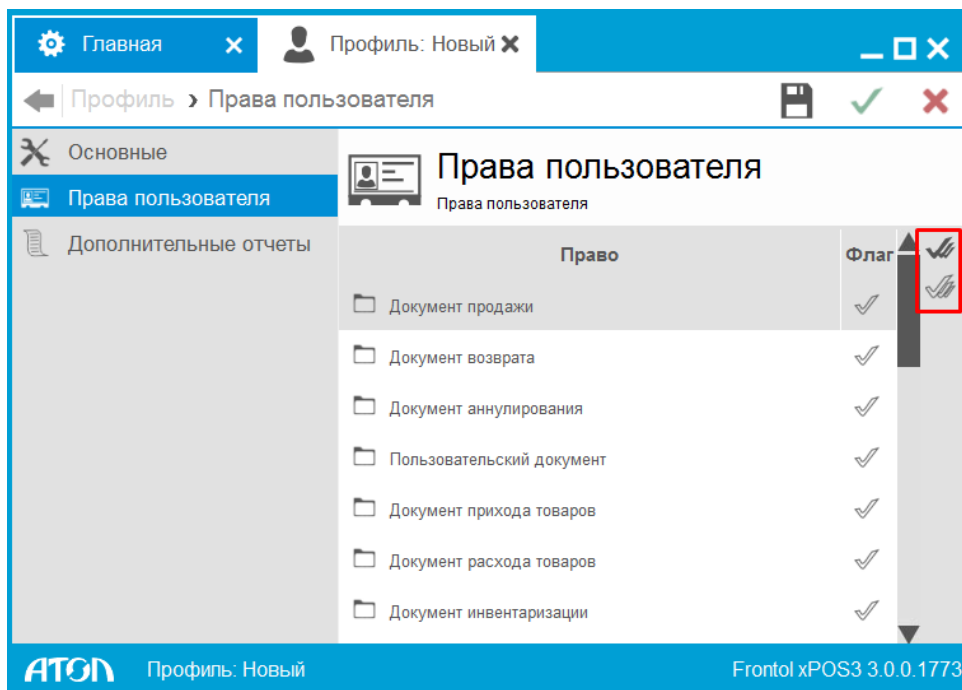 Главная
Профиль: Новый
Профиль › Права пользователя
Основные
Права пользователя
Дополнительные отчеты
Права пользователя
Права пользователя
Право Флаг
Документ продажи
Документ возврата
Документ аннулирования
Пользовательский документ
Документ прихода товаров
Документ расхода товаров
Документ инвентаризации
АТОЛ Профиль: Новый Frontol xPOS3 3.0.0.1773